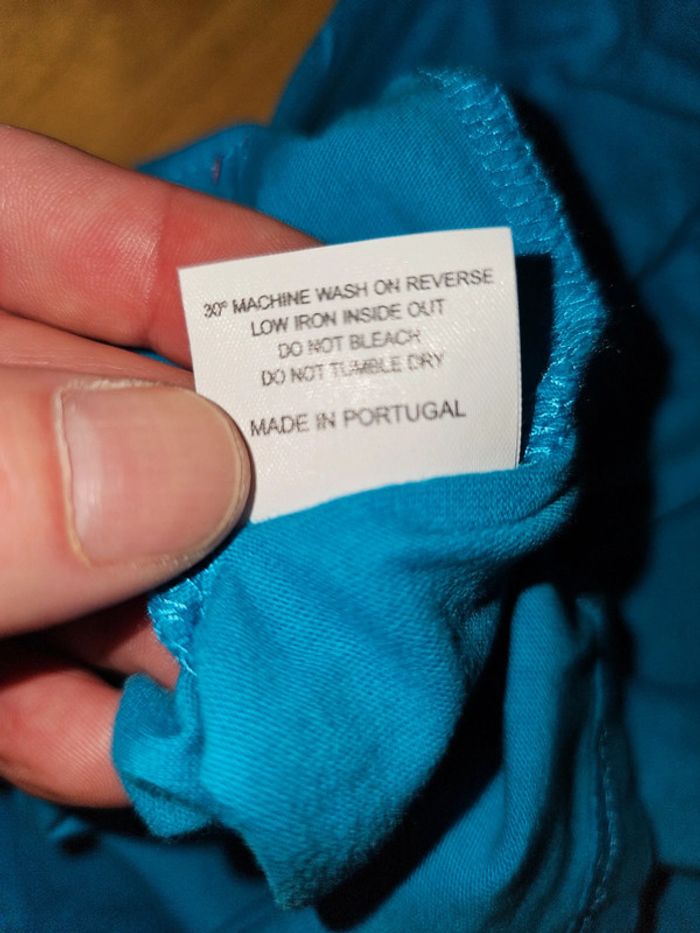 30° MACHINE WASH ON REVERSE
LOW IRON INSIDE OUT
DO NOT BLEACH
DO NOT TUMBLE DRY
MADE IN PORTUGAL